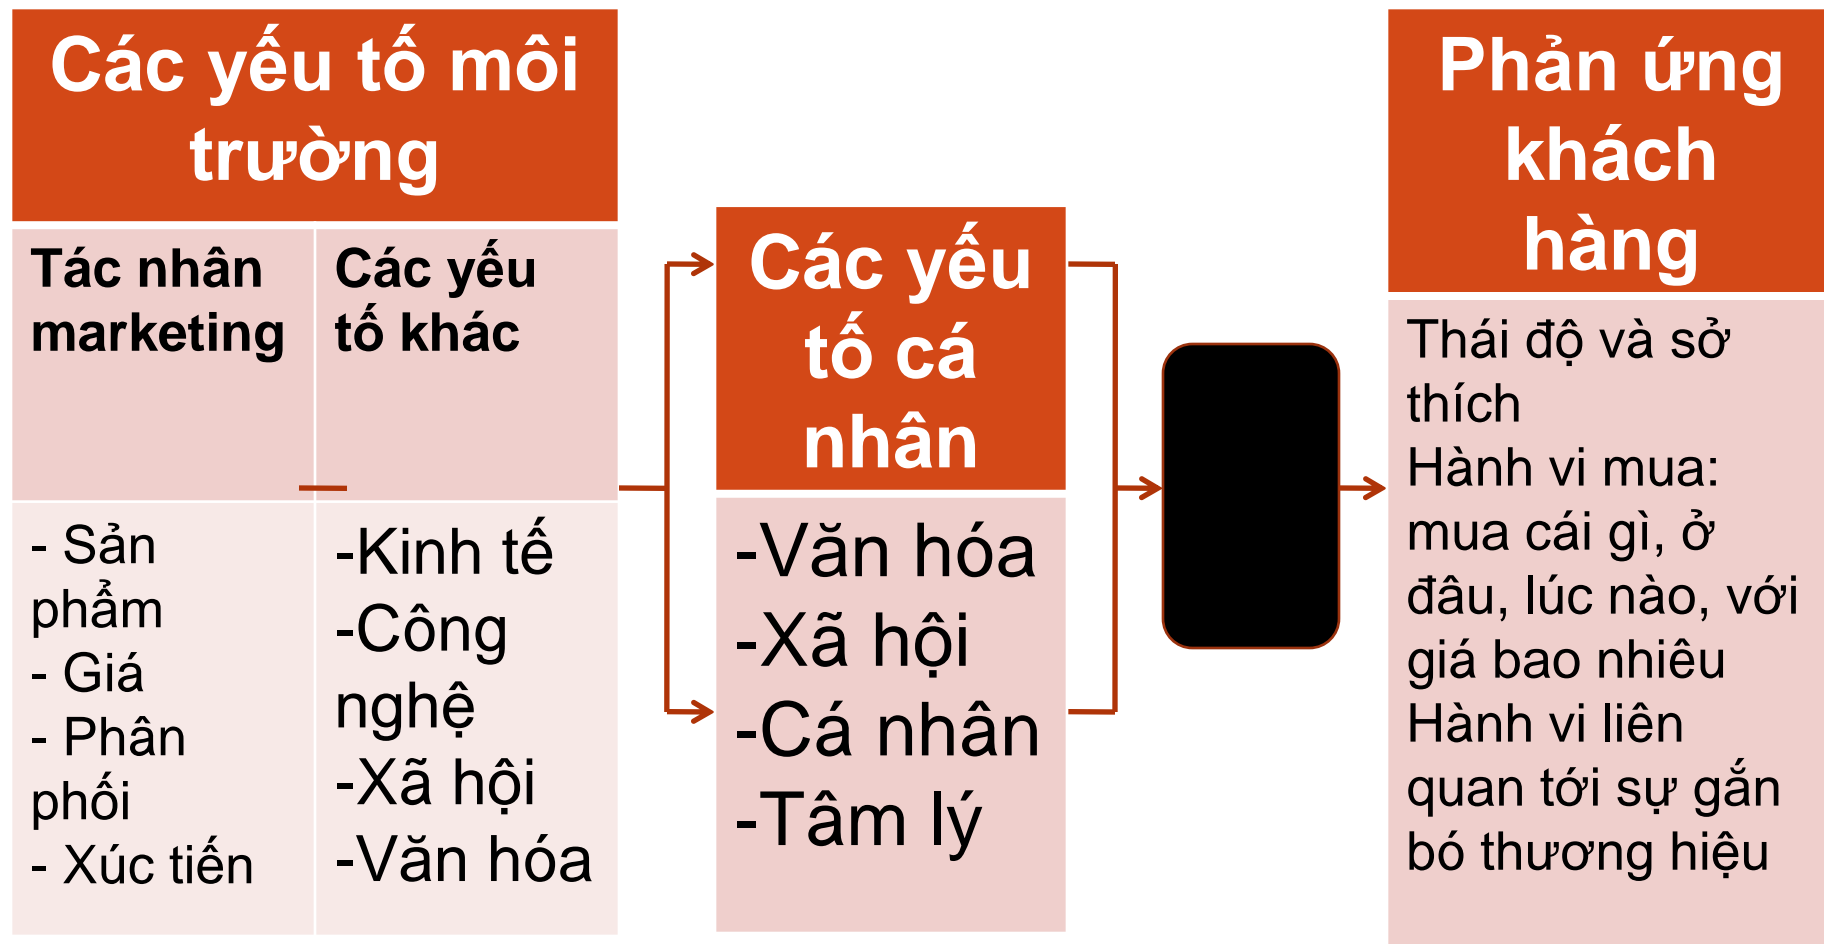 Các yếu tố môi
trường
Tác nhân
marketing
Các yếu
tố khác
- Sản
phẩm
- Giá
- Phân
phối
- Xúc tiến
-Kinh tế
-Công
nghệ
-Xã hội
-Văn hóa
Các yếu
tố cá
nhân
-Văn hóa
-Xã hội
-Cá nhân
-Tâm lý
Phản ứng
khách
hàng
Thái độ và sở
thích
Hành vi mua:
mua cái gì, ở
đâu, lúc nào, với
giá bao nhiêu
Hành vi liên
quan tới sự gắn
bó thương hiệu